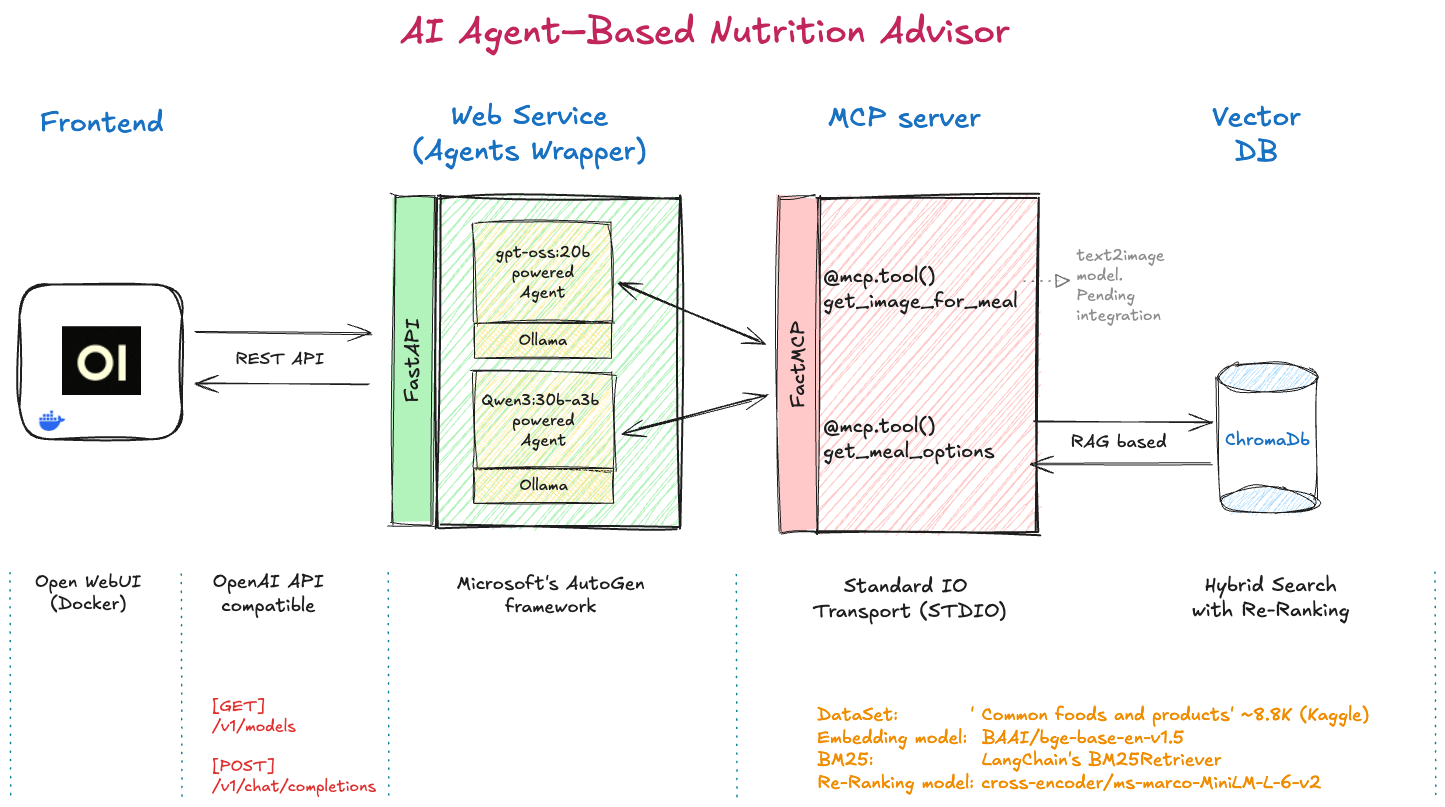 AI Agent-Based Nutrition Advisor
Frontend
Web Service
(Agents Wrapper)
MCP server
Vector
DB
OI
REST API
FastAPI
gpt-oss:20b
powered
Agent
Ollama
Qwen3:30b-a3b
powered
Agent
Ollama
FactMCP
@mcp.tool()
get_image_for_meal
text2image
model.
Pending
integration
@mcp.tool()
get_meal_options
RAG based
ChromaDb
Open WebUI
(Docker)
OpenAI API
compatible
Microsoft's AutoGen
framework
Standard IO
Transport (STDIO)
Hybrid Search
with Re-Ranking
[GET]
/v1/models
[POST]
/v1/chat/completions
DataSet: ' Common foods and products' ~8.8K (Kaggle)
Embedding model: BAAI/bge-base-en-v1.5
BM25: LangChain's BM25Retriever
Re-Ranking model: cross-encoder/ms-marco-MiniLM-L-6-v2